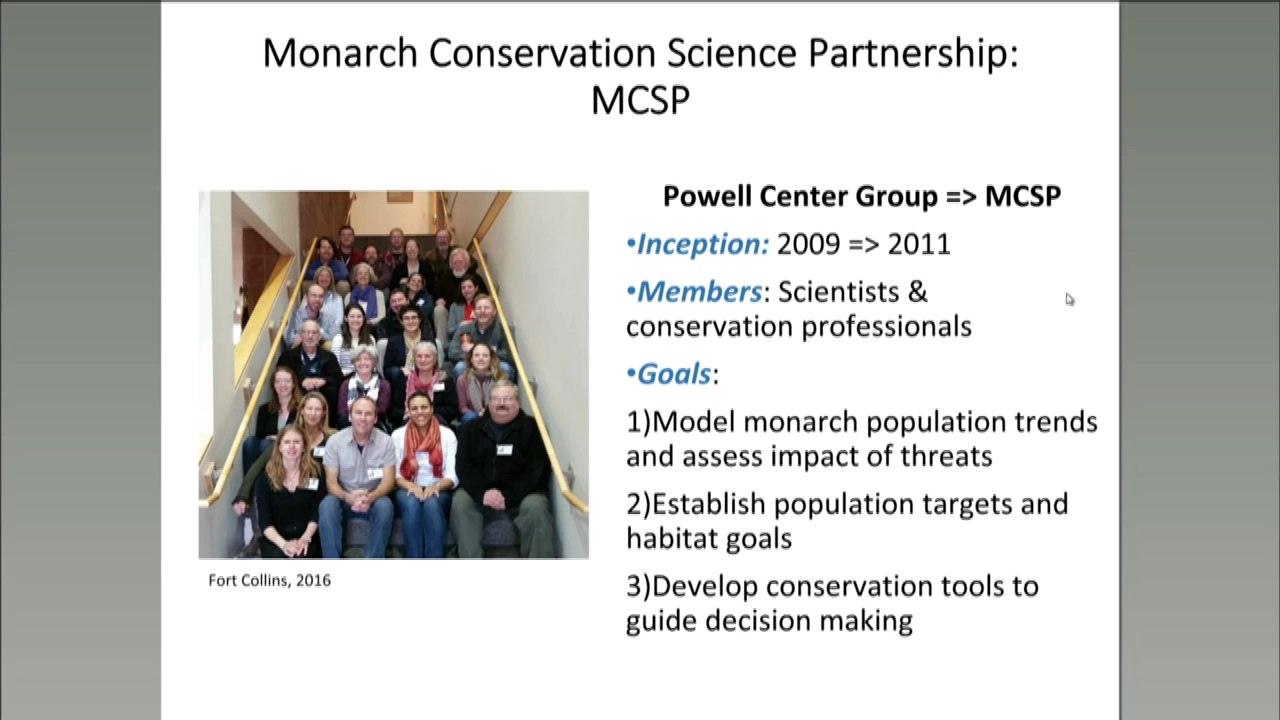 Monarch Conservation Science Partnership:
MCSP
Powell Center Group => MCSP
•Inception: 2009 => 2011
•Members: Scientists &
conservation professionals
•Goals:
1)Model monarch population trends
and assess impact of threats
2)Establish population targets and
habitat goals
3)Develop conservation tools to
guide decision making
Fort Collins, 2016